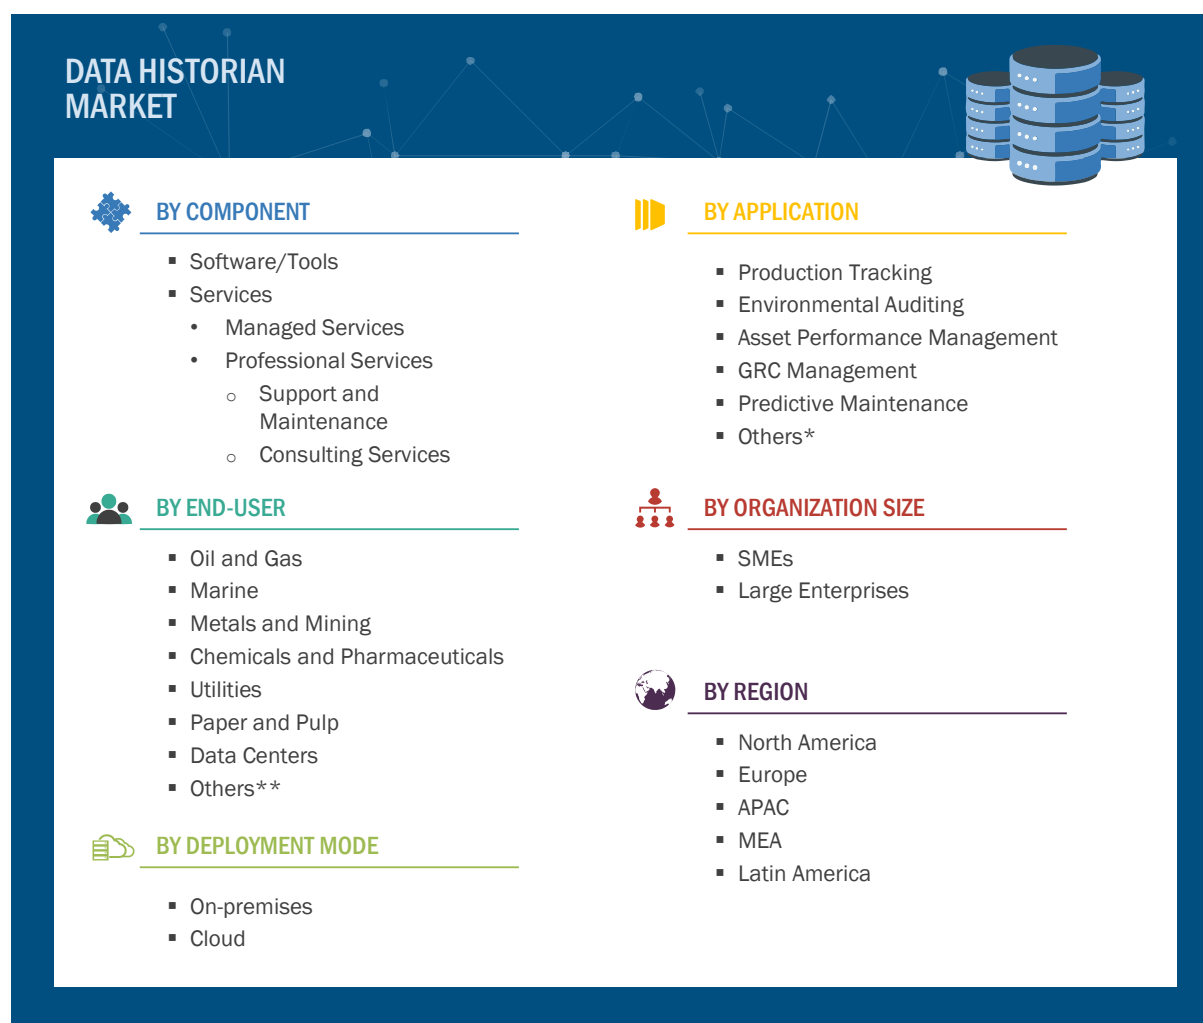 DATA HISTORIAN
MARKET
BY COMPONENT
Software/Tools
Services
Managed Services
Professional Services
Support and
Maintenance
Consulting Services
BY END-USER
Oil and Gas
Marine
Metals and Mining
Chemicals and Pharmaceuticals
Utilities
Paper and Pulp
Data Centers
Others**
BY DEPLOYMENT MODE
On-premises
Cloud
BY APPLICATION
Production Tracking
Environmental Auditing
Asset Performance Management
GRC Management
Predictive Maintenance
Others*
BY ORGANIZATION SIZE
SMEs
Large Enterprises
BY REGION
North America
Europe
APAC
MEA
Latin America